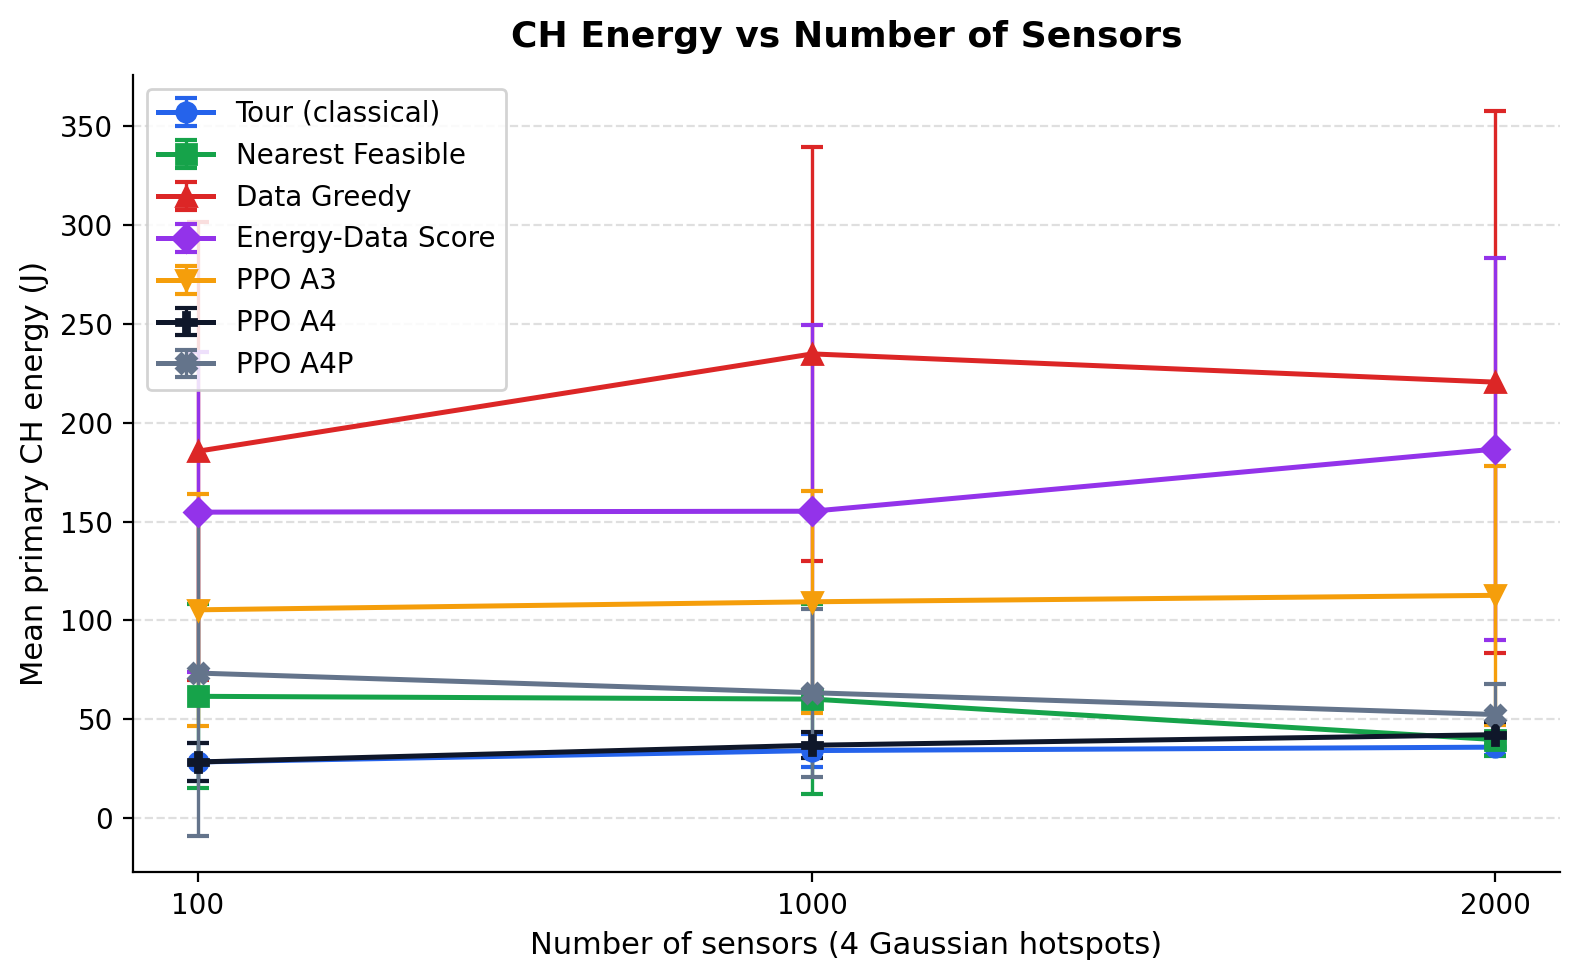 CH Energy vs Number of Sensors
Mean primary CH energy (J)
350
300
250
200
150
100
50
0
Tour (classical)
Nearest Feasible
Data Greedy
Energy-Data Score
PPO A3
PPO A4
PPO A4P
100
1000
2000
Number of sensors (4 Gaussian hotspots)